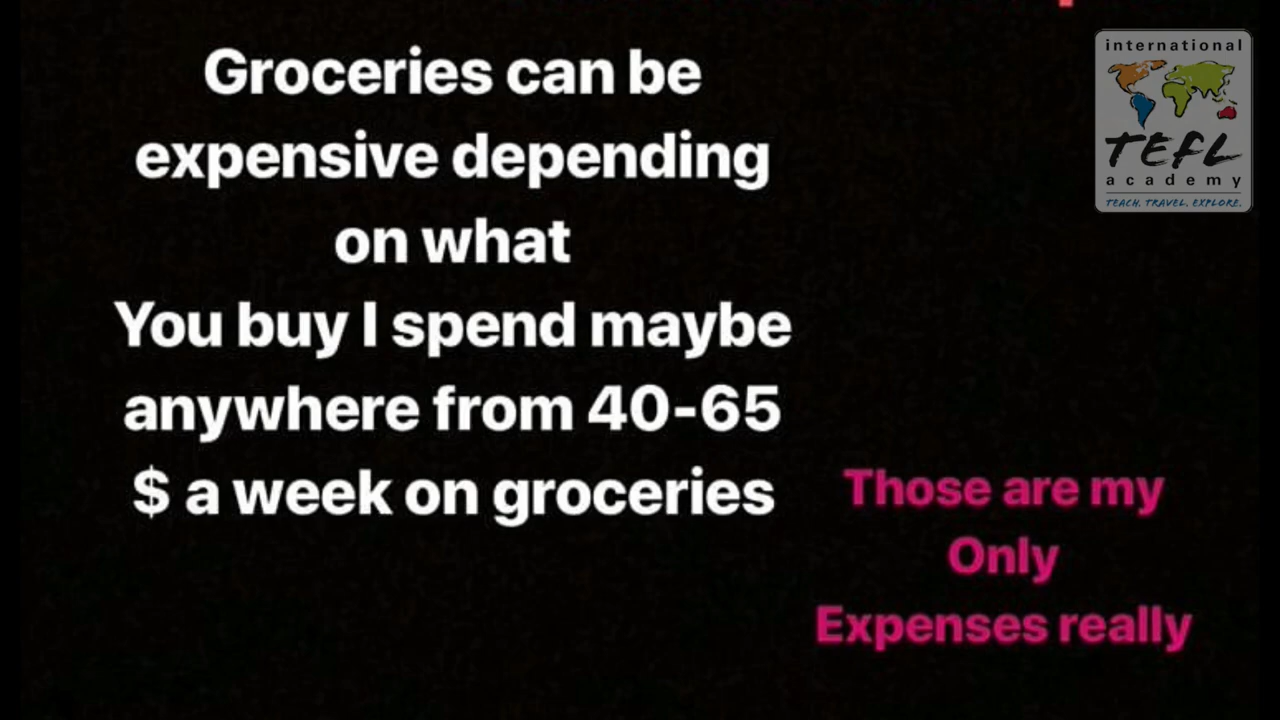 international
TEFL
academy
TEACH. TRAVEL. EXPLORE.
Groceries can be
expensive depending
on what
You buy I spend maybe
anywhere from 40-65
$ a week on groceries
Those are my
Only
Expenses really